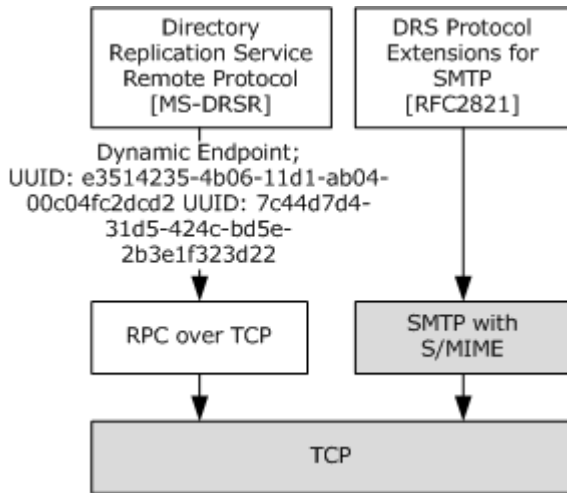 Directory
Replication Service
Remote Protocol
[MS-DRSR]
DRS Protocol
Extensions for
SMTP
[RFC2821]
Dynamic Endpoint;
UUID: e3514235-4b06-11d1-ab04-
00c04fc2dcd2 UUID: 7c44d7d4-
31d5-424c-bd5e-
2b3e1f323d22
RPC over TCP
SMTP with
S/MIME
TCP